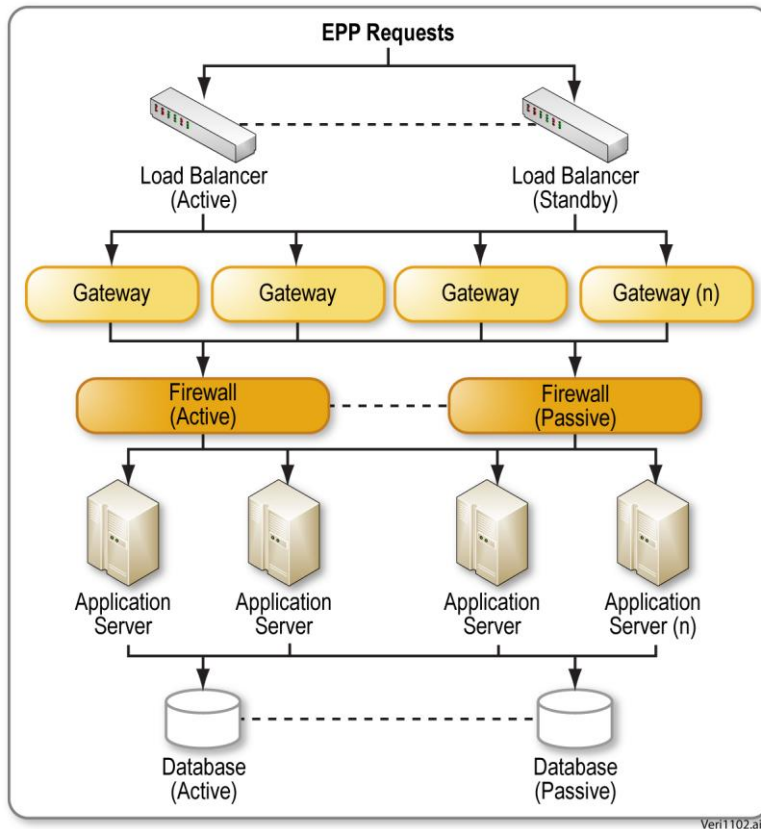 EPP Requests
Load Balancer
(Active)
Load Balancer
(Standby)
Gateway
Gateway
Gateway
Gateway (n)
Firewall
(Active)
Firewall
(Passive)
Application
Server
Application
Server
Application
Server
Application
Server (n)
Database
(Active)
Database
(Passive)
Veri1102.ai